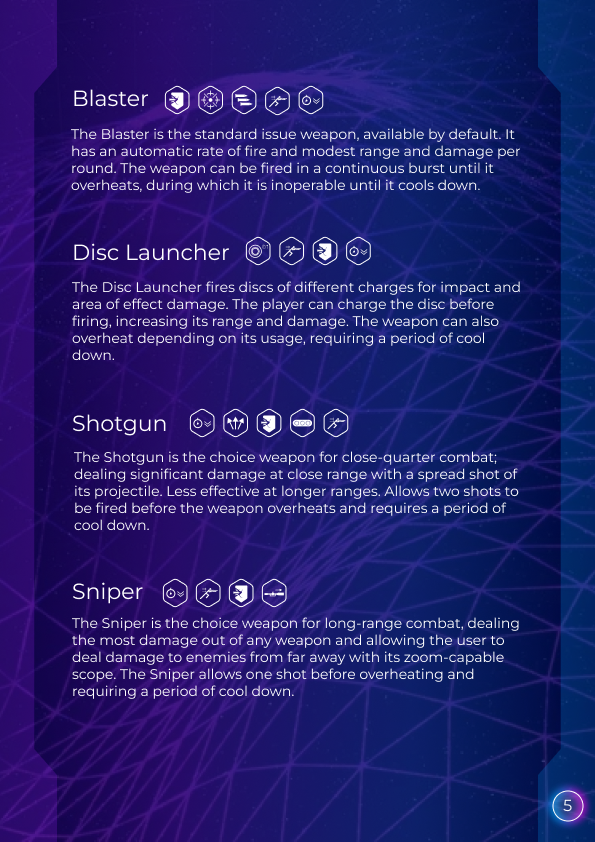 Blaster
The Blaster is the standard issue weapon, available by default. It
has an automatic rate of fire and modest range and damage per
round. The weapon can be fired in a continuous burst until it
overheats, during which it is inoperable until it cools down.
Disc Launcher
The Disc Launcher fires discs of different charges for impact and
area of effect damage. The player can charge the disc before
firing, increasing its range and damage. The weapon can also
overheat depending on its usage, requiring a period of cool
down.
Shotgun
The Shotgun is the choice weapon for close-quarter combat;
dealing significant damage at close range with a spread shot of
its projectile. Less effective at longer ranges. Allows two shots to
be fired before the weapon overheats and requires a period of
cool down.
Sniper
The Sniper is the choice weapon for long-range combat, dealing
the most damage out of any weapon and allowing the user to
deal damage to enemies from far away with its zoom-capable
scope. The Sniper allows one shot before overheating and
requiring a period of cool down.
5